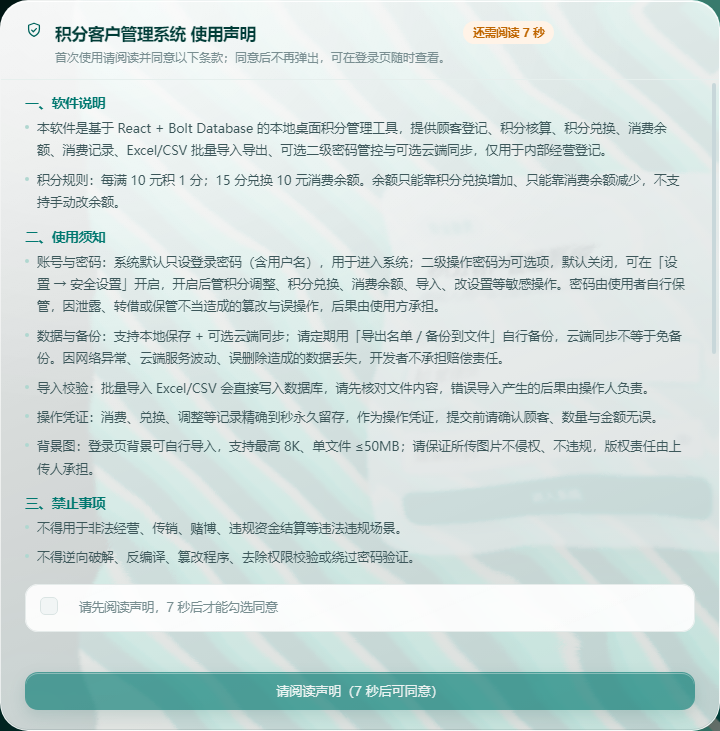 积分客户管理系统 使用声明
还需阅读 7 秒
首次使用请阅读并同意以下条款；同意后不再弹出，可在登录页随时查看。
一、软件说明
本软件是基于 React + Bolt Database 的本地桌面积分管理工具，提供顾客登记、积分核算、积分兑换、消费余
额、消费记录、Excel/CSV 批量导入导出、可选二级密码管控与可选云端同步，仅用于内部经营登记。
积分规则：每满 10 元积 1 分；15 分兑换 10 元消费余额。余额只能靠积分兑换增加、只能靠消费余额减少，不支
持手动改余额。
二、使用须知
账号与密码：系统默认只设登录密码（含用户名），用于进入系统；二级操作密码为可选项，默认关闭，可在「设
置 → 安全设置」开启，开启后管积分调整、积分兑换、消费余额、导入、改设置等敏感操作。密码由使用者自行保
管，因泄露、转借或保管不当造成的篡改与误操作，后果由使用方承担。
数据与备份：支持本地保存 + 可选云端同步；请定期用「导出名单 / 备份到文件」自行备份，云端同步不等于免备
份。因网络异常、云端服务波动、误删除造成的数据丢失，开发者不承担赔偿责任。
导入校验：批量导入 Excel/CSV 会直接写入数据库，请先核对文件内容，错误导入产生的后果由操作人负责。
操作凭证：消费、兑换、调整等记录精确到秒永久留存，作为操作凭证，提交前请确认顾客、数量与金额无误。
背景图：登录页背景可自行导入，支持最高 8K、单文件 ≤50MB；请保证所传图片不侵权、不违规，版权责任由上
传人承担。
三、禁止事项
不得用于非法经营、传销、赌博、违规资金结算等违法违规场景。
不得逆向破解、反编译、篡改程序、去除权限校验或绕过密码验证。
请先阅读声明，7 秒后才能勾选同意
请阅读声明（7 秒后可同意）